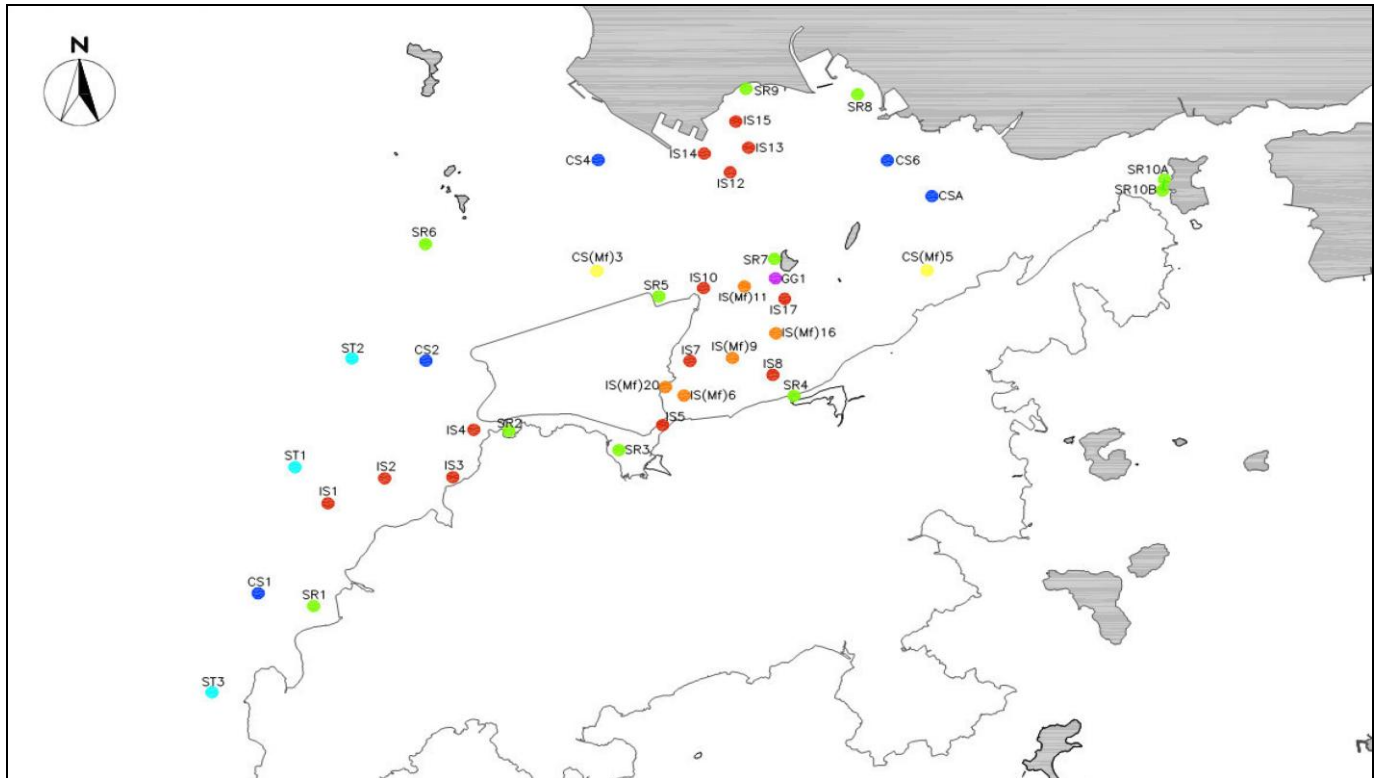 N
SR9
SR8
IS15
IS13
IS14
CS4
IS12
CS6
CSA
SR10A
SR10B
SR6
CS(Mf)3
SR7
CS(Mf)5
IS10
GG1
SR5
IS(Mf)11
IS17
IS(Mf)16
ST2
CS2
IS7
IS(Mf)9
IS8
IS(Mf)20
IS(Mf)6
SR4
IS5
SR2
IS4
SR3
ST1
IS2
IS3
IS1
CS1
SR1
ST3